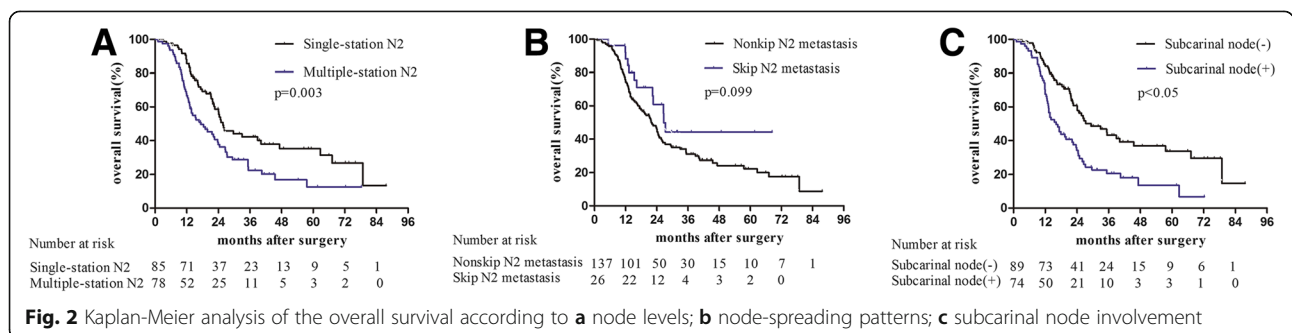 A
Single-station N2
Multiple-station N2
p=0.003
overall survival(%)
100
80
60
40
20
0
0 12 24 36 48 60 72 84 96
months after surgery
Number at risk
Single-station N2 85 71 37 23 13 9 5 1
Multiple-station N2 78 52 25 11 5 3 2 0
B
Nonkip N2 metastasis
Skip N2 metastasis
p=0.099
overall survival(%)
100
80
60
40
20
0
0 12 24 36 48 60 72 84 96
months after surgery
Number at risk
Nonskip N2 metastasis 137 101 50 30 15 10 7 1
Skip N2 metastasis 26 22 12 4 3 2 0
C
Subcarinal node(-)
Subcarinal node(+)
p<0.05
overall survival(%)
100
80
60
40
20
0
0 12 24 36 48 60 72 84 96
months after surgery
Number at risk
Subcarinal node(-) 89 73 41 24 15 9 6 1
Subcarinal node(+) 74 50 21 10 3 3 1 0
Fig. 2 Kaplan-Meier analysis of the overall survival according to a node levels; b node-spreading patterns; c subcarinal node involvement